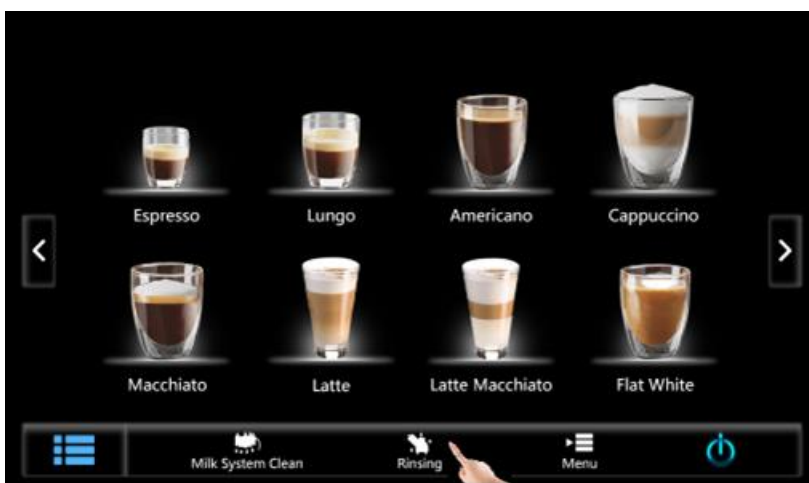 Espresso
Lungo
Americano
Cappuccino
Macchiato
Latte
Latte Macchiato
Flat White
Milk System Clean
Rinsing
Menu